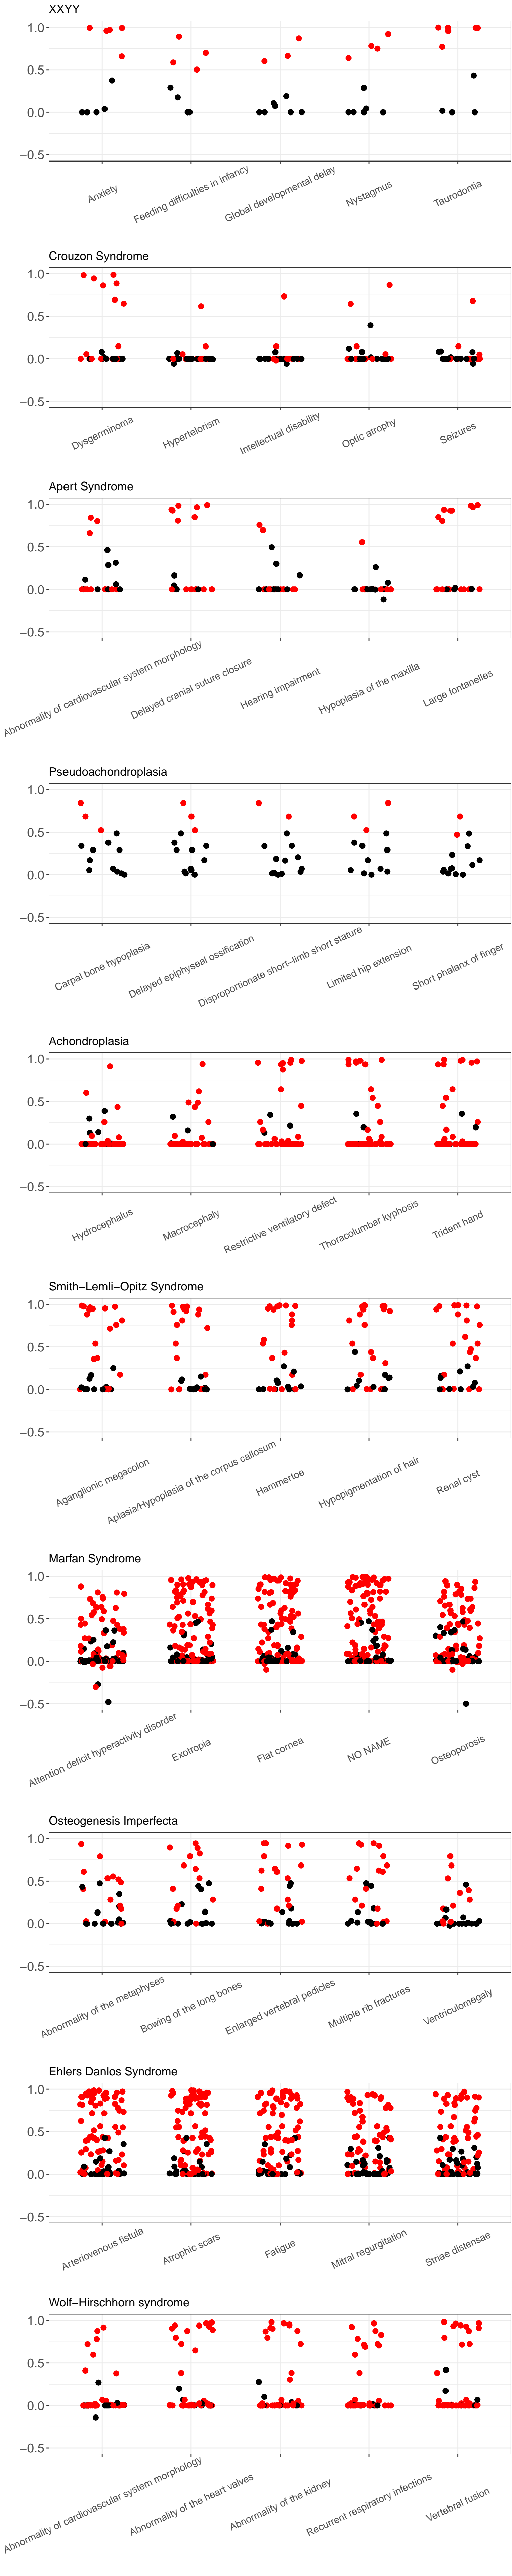 XXYY
1.0
0.5
0.0
−0.5
Anxiety
Feeding difficulties in infancy
Global developmental delay
Nystagmus
Taurodontia
Crouzon Syndrome
1.0
0.5
0.0
−0.5
Dysgerminoma
Hypertelorism
Intellectual disability
Optic atrophy
Seizures
Apert Syndrome
1.0
0.5
0.0
−0.5
Abnormality of cardiovascular system morphology
Delayed cranial suture closure
Hearing impairment
Hypoplasia of the maxilla
Large fontanelles
Pseudoachondroplasia
1.0
0.5
0.0
−0.5
Carpal bone hypoplasia
Delayed epiphyseal ossification
Disproportionate short−limb short stature
Limited hip extension
Short phalanx of finger
Achondroplasia
1.0
0.5
0.0
−0.5
Hydrocephalus
Macrocephaly
Restrictive ventilatory defect
Thoracolumbar kyphosis
Trident hand
Smith−Lemli−Opitz Syndrome
1.0
0.5
0.0
−0.5
Aganglionic megacolon
Aplasia/Hypoplasia of the corpus callosum
Hammertoe
Hypopigmentation of hair
Renal cyst
Marfan Syndrome
1.0
0.5
0.0
−0.5
Attention deficit hyperactivity disorder
Exotropia
Flat cornea
NO NAME
Osteoporosis
Osteogenesis Imperfecta
1.0
0.5
0.0
−0.5
Abnormality of the metaphyses
Bowing of the long bones
Enlarged vertebral pedicles
Multiple rib fractures
Ventriculomegaly
Ehlers Danlos Syndrome
1.0
0.5
0.0
−0.5
Arteriovenous fistula
Atrophic scars
Fatigue
Mitral regurgitation
Striae distensae
Wolf−Hirschhorn syndrome
1.0
0.5
0.0
−0.5
Abnormality of cardiovascular system morphology
Abnormality of the heart valves
Abnormality of the kidney
Recurrent respiratory infections
Vertebral fusion